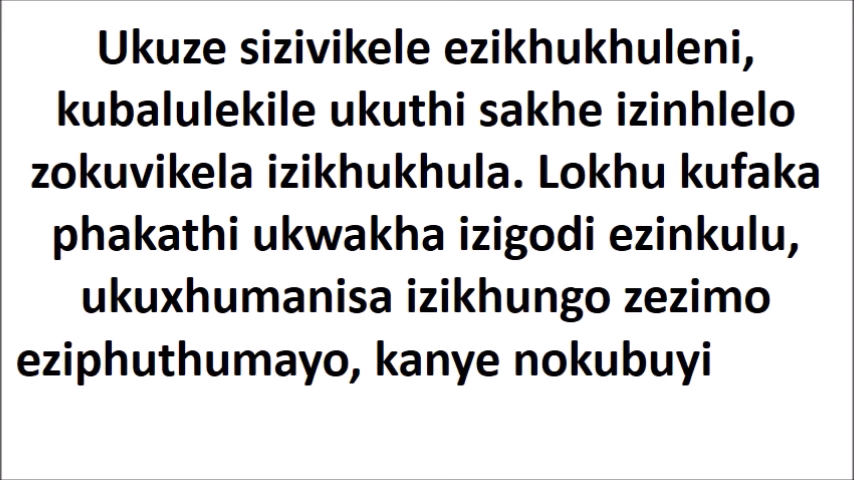 Ukuze sizivikele ezikhukhuleni,
kubalulekile ukuthi sakhe izinhlelo
zokuvikela izikhukhula. Lokhu kufaka
phakathi ukwakha izigodi ezinkulu,
ukuxhumanisa izikhungo zezimo
eziphuthumayo, kanye nokubuyi